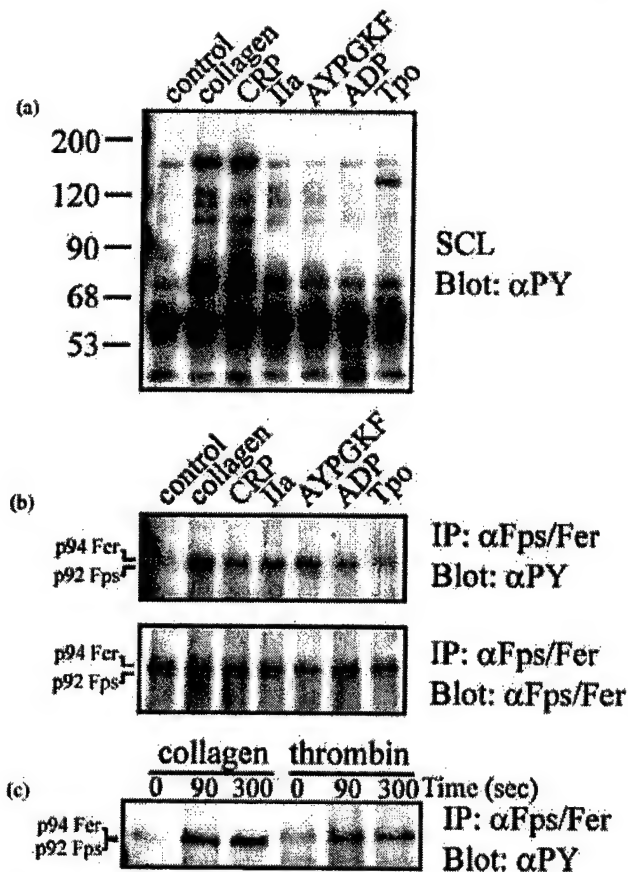 control collagen CRP IIa AYPGKF ADP Tpo
(a)
200
120
90
68
53
SCL
Blot: αPY
control collagen CRP IIa AYPGKF ADP Tpo
(b)
p94 Fer
p92 Fps
IP: αFps/Fer
Blot: αPY
p94 Fer
p92 Fps
IP: αFps/Fer
Blot: αFps/Fer
collagen thrombin
(c) 0 90 300 0 90 300 Time (sec)
p94 Fer
p92 Fps
IP: αFps/Fer
Blot: αPY